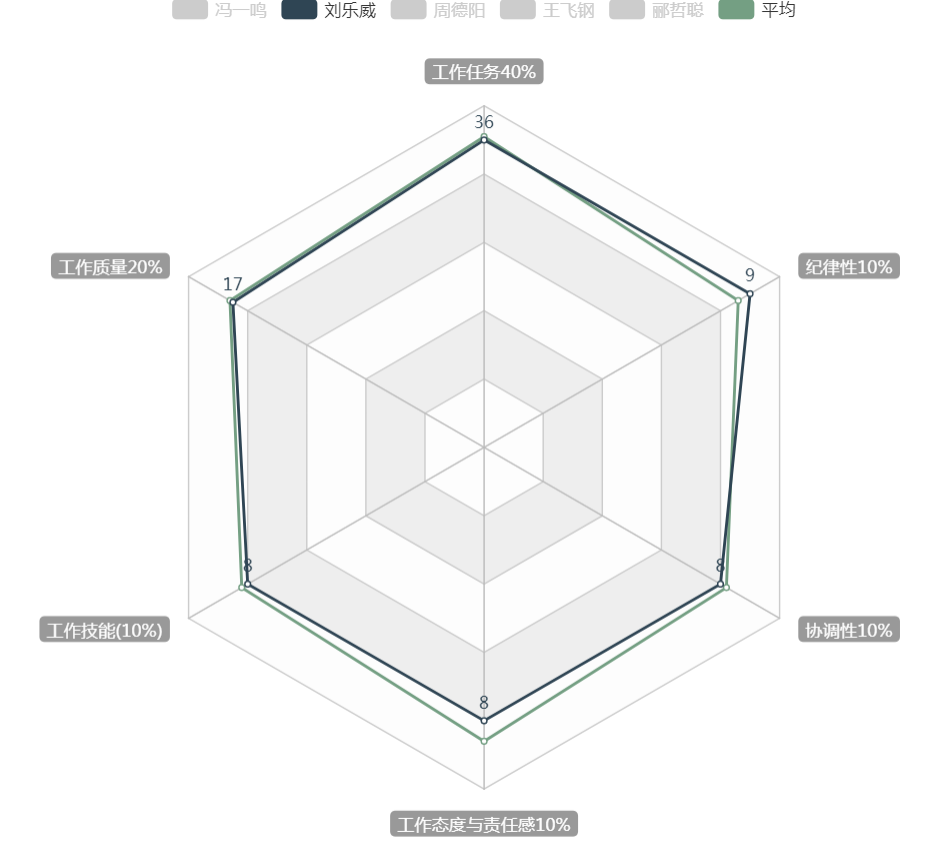 冯一鸣 刘乐威 周德阳 王飞钢 郦哲聪 平均
工作任务40%
36
工作质量20%
纪律性10%
17
9
8
8
工作技能(10%)
协调性10%
8
工作态度与责任感10%